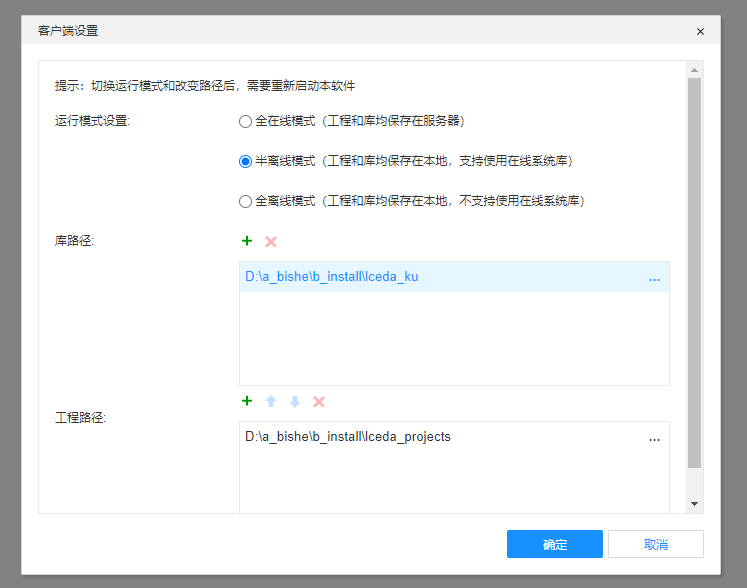 客户端设置
提示：切换运行模式和改变路径后，需要重新启动本软件
运行模式设置:
全在线模式（工程和库均保存在服务器）
半离线模式（工程和库均保存在本地，支持使用在线系统库）
全离线模式（工程和库均保存在本地，不支持使用在线系统库）
库路径:
D:\a_bishe\b_install\lceda_ku ...
工程路径:
D:\a_bishe\b_install\lceda_projects ...
确定 取消